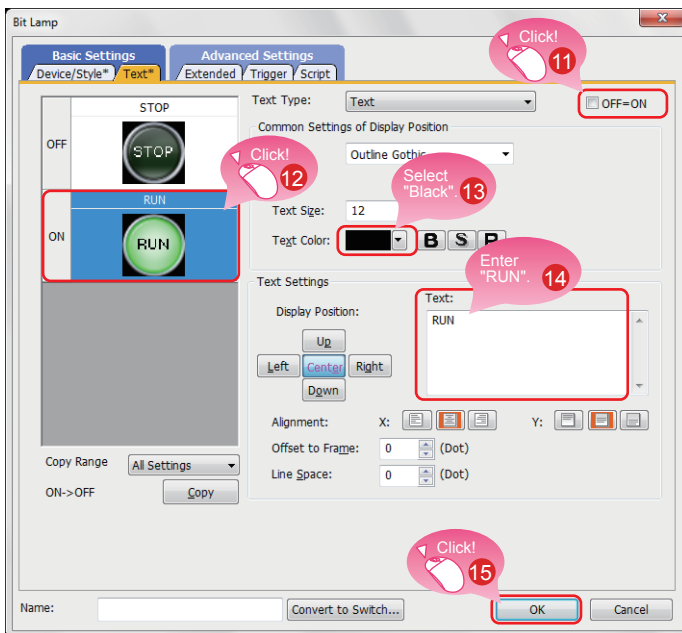 Bit Lamp
Basic Settings
Advanced Settings
Device/Style*
Text*
Extended
Trigger
Script
Click!
11
OFF
STOP
STOP
ON
RUN
RUN
Click!
12
Text Type:
Text
OFF=ON
Common Settings of Display Position
Outline Gothic
Select
"Black".
13
Text Size:
12
Text Color:
B
S
Enter
"RUN".
14
Text Settings
Display Position:
Up
Left
Center
Right
Down
Text:
RUN
Alignment:
X:
Y:
Offset to Frame:
0
(Dot)
Line Space:
0
(Dot)
Copy Range
All Settings
ON->OFF
Copy
Click!
15
Name:
Convert to Switch...
OK
Cancel